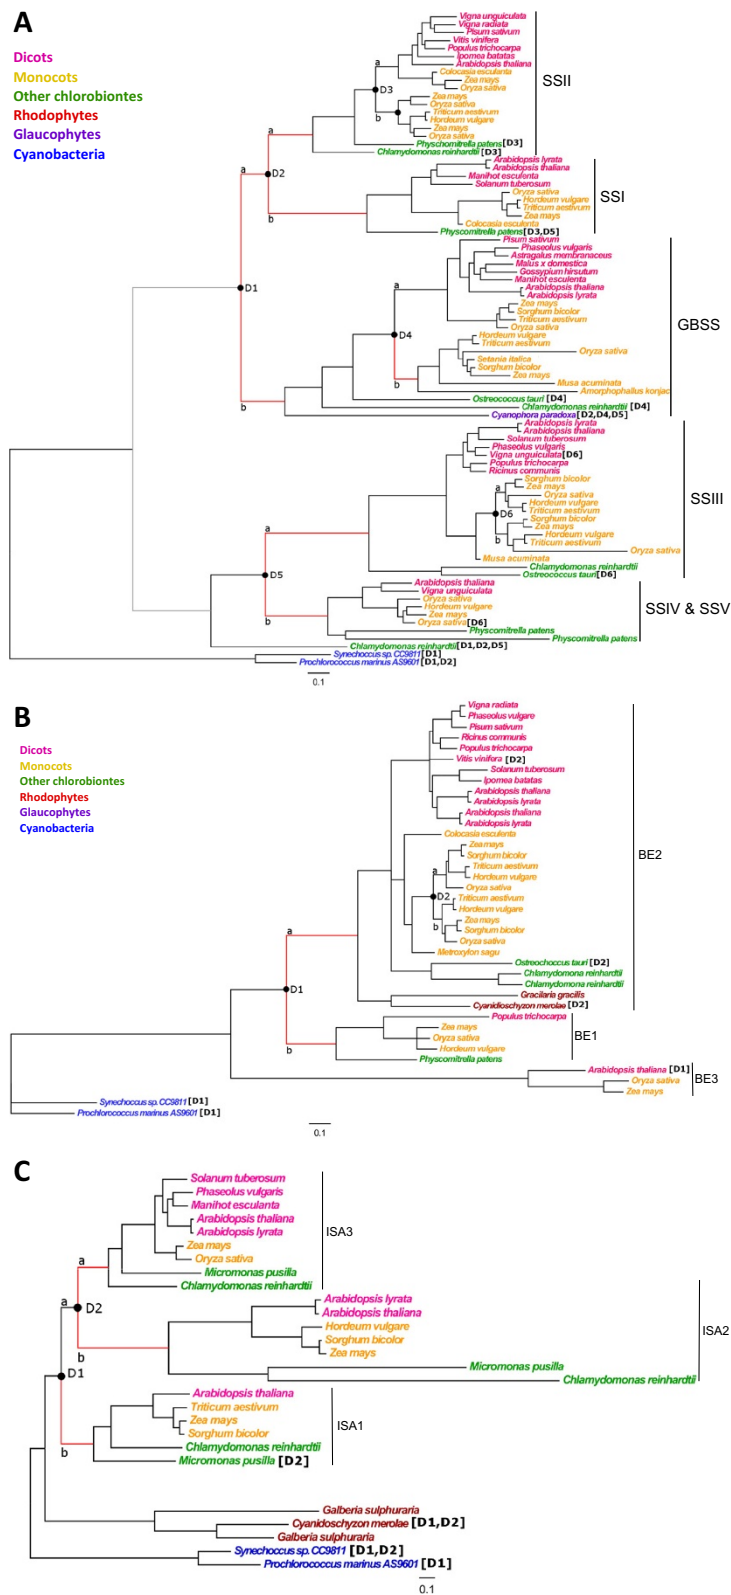 A
Dicots
Monocots
Other chlorobiontes
Rhodophytes
Glaucophytes
Cyanobacteria
Vigna unguiculata
Vigna radiata
Pisum sativum
Vitis vinifera
Populus trichocarpa
Ipomea batatas
Arabidopsis thaliana
Colocasia esculenta
Zea mays
Oryza sativa
Zea mays
Oryza sativa
Triticum aestivum
Hordeum vulgare
Zea mays
Oryza sativa
Physchomitrella patens [D3]
Chlamydomonas reinhardtii [D3]
a
D3
b
SSII
a
D2
b
Arabidopsis lyrata
Arabidopsis thaliana
Manihot esculenta
Solanum tuberosum
Oryza sativa
Hordeum vulgare
Triticum aestivum
Zea mays
Colocasia esculenta
Physcomitrella patens [D3,D5]
SSI
a
D1
b
Pisum sativum
Phaseolus vulgaris
Astragalus membranaceus
Malus x domestica
Gossypium hirsutum
Manihot esculenta
Arabidopsis thaliana
Arabidopsis lyrata
Zea mays
Sorghum bicolor
Triticum aestivum
Oryza sativa
Hordeum vulgare
Triticum aestivum
Oryza sativa
Setania italica
Sorghum bicolor
Zea mays
Musa acuminata
Amorphophallus konjac
Ostreococcus tauri [D4]
Chlamydomonas reinhardtii [D4]
Cyanophora paradoxa [D2,D4,D5]
a
D4
b
GBSS
Arabidopsis lyrata
Arabidopsis thaliana
Solanum tuberosum
Phaseolus vulgaris
Vigna unguiculata [D6]
Populus trichocarpa
Ricinus communis
Sorghum bicolor
Zea mays
Oryza sativa
Hordeum vulgare
Triticum aestivum
Sorghum bicolor
Zea mays
Hordeum vulgare
Triticum aestivum
Oryza sativa
Musa acuminata
Chlamydomonas reinhardtii
Ostreococcus tauri [D6]
a
D6
b
SSIII
a
D5
b
Arabidopsis thaliana
Vigna unguiculata
Oryza sativa
Hordeum vulgare
Zea mays
Oryza sativa [D6]
Physcomitrella patens
Physcomitrella patens
SSIV & SSV
Chlamydomonas reinhardtii [D1,D2,D5]
Synechoccus sp. CC9811 [D1]
Prochlorococcus marinus AS9601 [D1,D2]
0.1
B
Dicots
Monocots
Other chlorobiontes
Rhodophytes
Glaucophytes
Cyanobacteria
Vigna radiata
Phaseolus vulgare
Pisum sativum
Ricinus communis
Populus trichocarpa
Vitis vinifera [D2]
Solanum tuberosum
Ipomea batatas
Arabidopsis thaliana
Arabidopsis lyrata
Arabidopsis thaliana
Arabidopsis lyrata
Colocasia esculenta
Zea mays
Sorghum bicolor
Triticum aestivum
Hordeum vulgare
Oryza sativa
Triticum aestivum
Hordeum vulgare
Zea mays
Sorghum bicolor
Oryza sativa
Metroxylon sagu
Ostreochoccus tauri [D2]
Chlamydomona reinhardtii
Chlamydomona reinhardtii
Gracilaria gracilis
Cyanidioschyzon merolae [D2]
a
D2
b
BE2
a
D1
b
Populus trichocarpa
Zea mays
Oryza sativa
Hordeum vulgare
Physcomitrella patens
BE1
Arabidopsis thaliana [D1]
Oryza sativa
Zea mays
BE3
Synechoccus sp. CC9811 [D1]
Prochlorococcus marinus AS9601 [D1]
0.1
C
Solanum tuberosum
Phaseolus vulgaris
Manihot esculanta
Arabidopsis thaliana
Arabidopsis lyrata
Zea mays
Oryza sativa
Micromonas pusilla
Chlamydomonas reinhardtii
ISA3
a
a
D2
b
Arabidopsis lyrata
Arabidopsis thaliana
Hordeum vulgare
Sorghum bicolor
Zea mays
Micromonas pusilla
Chlamydomonas reinhardtii
ISA2
D1
b
Arabidopsis thaliana
Triticum aestivum
Zea mays
Sorghum bicolor
Chlamydomonas reinhardtii
Micromonas pusilla [D2]
ISA1
Galberia sulphuraria
Cyanidoschyzon merolae [D1,D2]
Galberia sulphuraria
Synechoccus sp. CC9811 [D1,D2]
Prochlorococcus marinus AS9601 [D1]
0.1